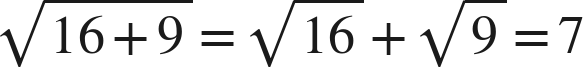 √16 + 9 = √16 + √9 = 7